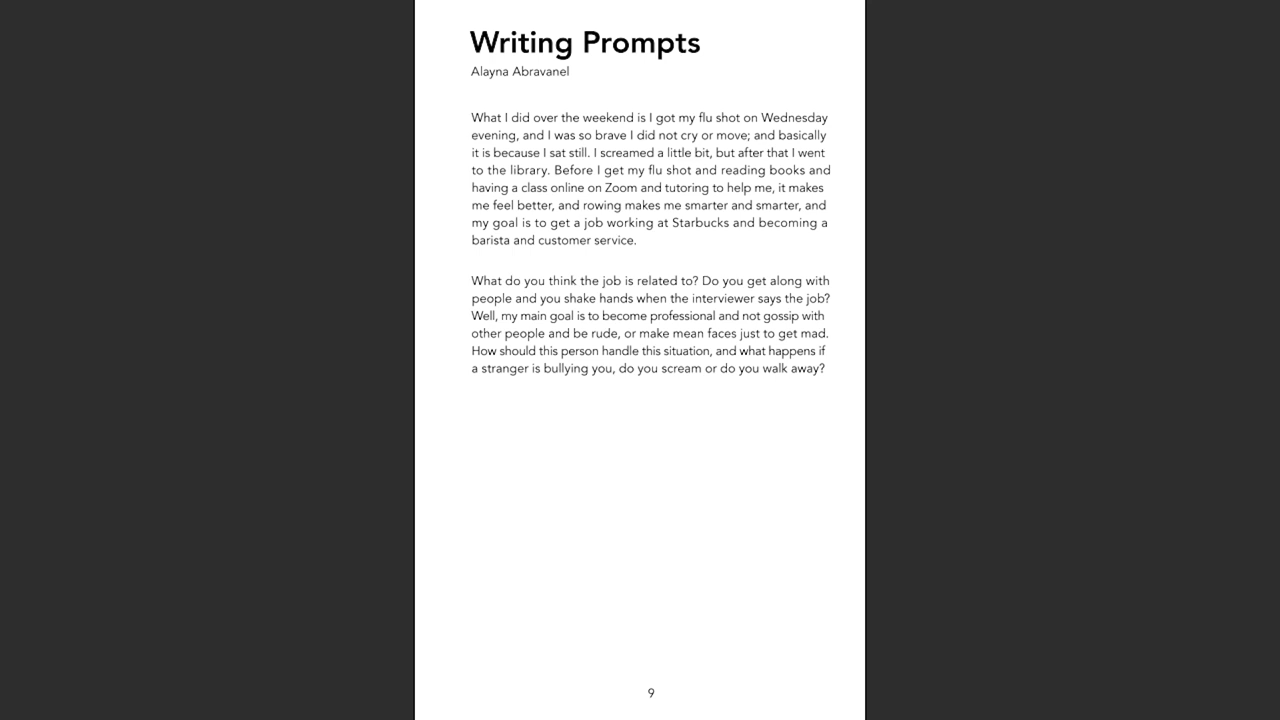 Writing Prompts
Alayna Abravanel
What I did over the weekend is I got my flu shot on Wednesday
evening, and I was so brave I did not cry or move; and basically
it is because I sat still. I screamed a little bit, but after that I went
to the library. Before I get my flu shot and reading books and
having a class online on Zoom and tutoring to help me, it makes
me feel better, and rowing makes me smarter and smarter, and
my goal is to get a job working at Starbucks and becoming a
barista and customer service.
What do you think the job is related to? Do you get along with
people and you shake hands when the interviewer says the job?
Well, my main goal is to become professional and not gossip with
other people and be rude, or make mean faces just to get mad.
How should this person handle this situation, and what happens if
a stranger is bullying you, do you scream or do you walk away?
9